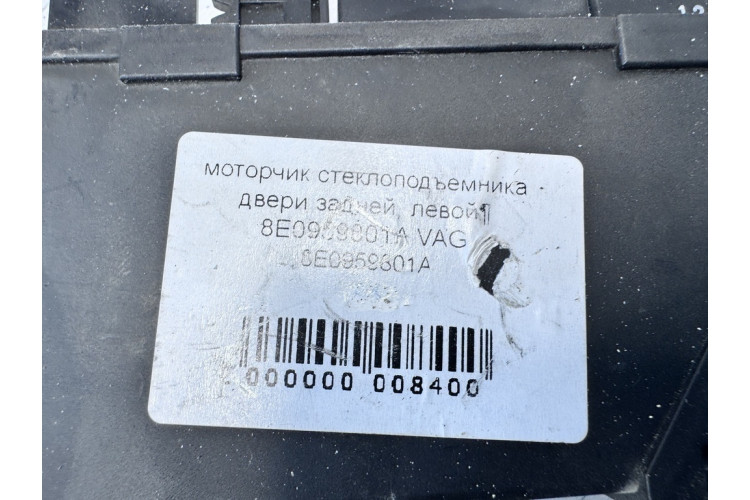 моторчик стеклоподъемника -
двери задней, левой¶
8E0959801A VAG
8E0959801A
000000 008400